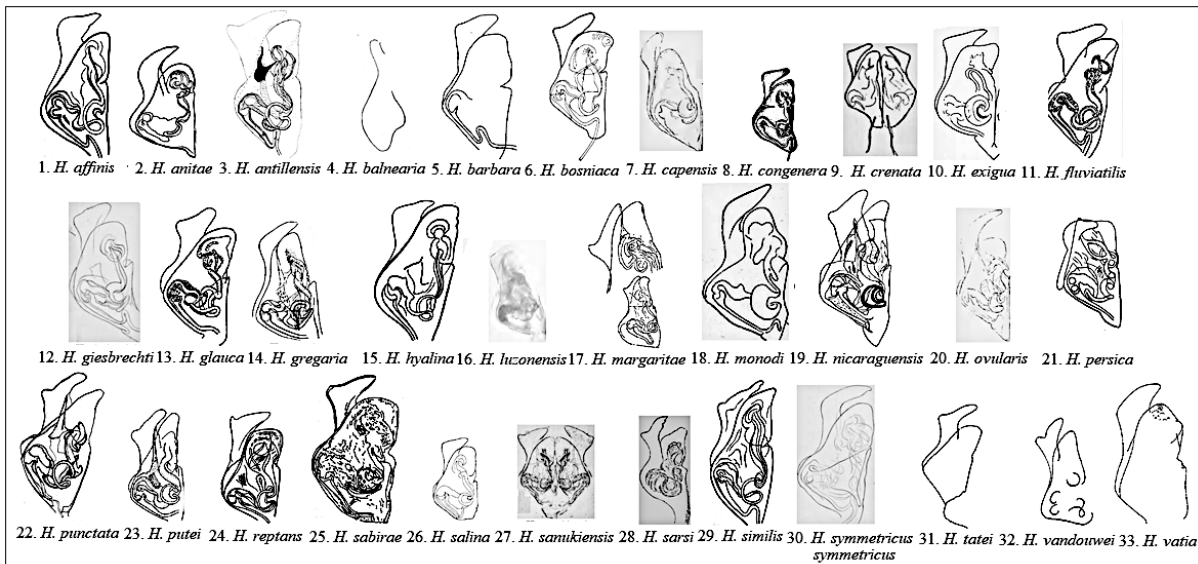 1. H. affinis 2. H. anitae 3. H. antillensis 4. H. balnearia 5. H. barbara 6. H. bosniaca 7. H. capensis 8. H. congenera 9. H. crenata 10. H. exigua 11. H. fluviatilis
12. H. giesbrechti 13. H. glauca 14. H. gregaria 15. H. hyalina 16. H. luzonensis 17. H. margaritae 18. H. monodi 19. H. nicaraguensis 20. H. ovularis 21. H. persica
22. H. punctata 23. H. putei 24. H. reptans 25. H. sabirae 26. H. salina 27. H. sanukiensis 28. H. sarsi 29. H. similis 30. H. symmetricus 31. H. tatei 32. H. vandouwei 33. H. vatia
symmetricus